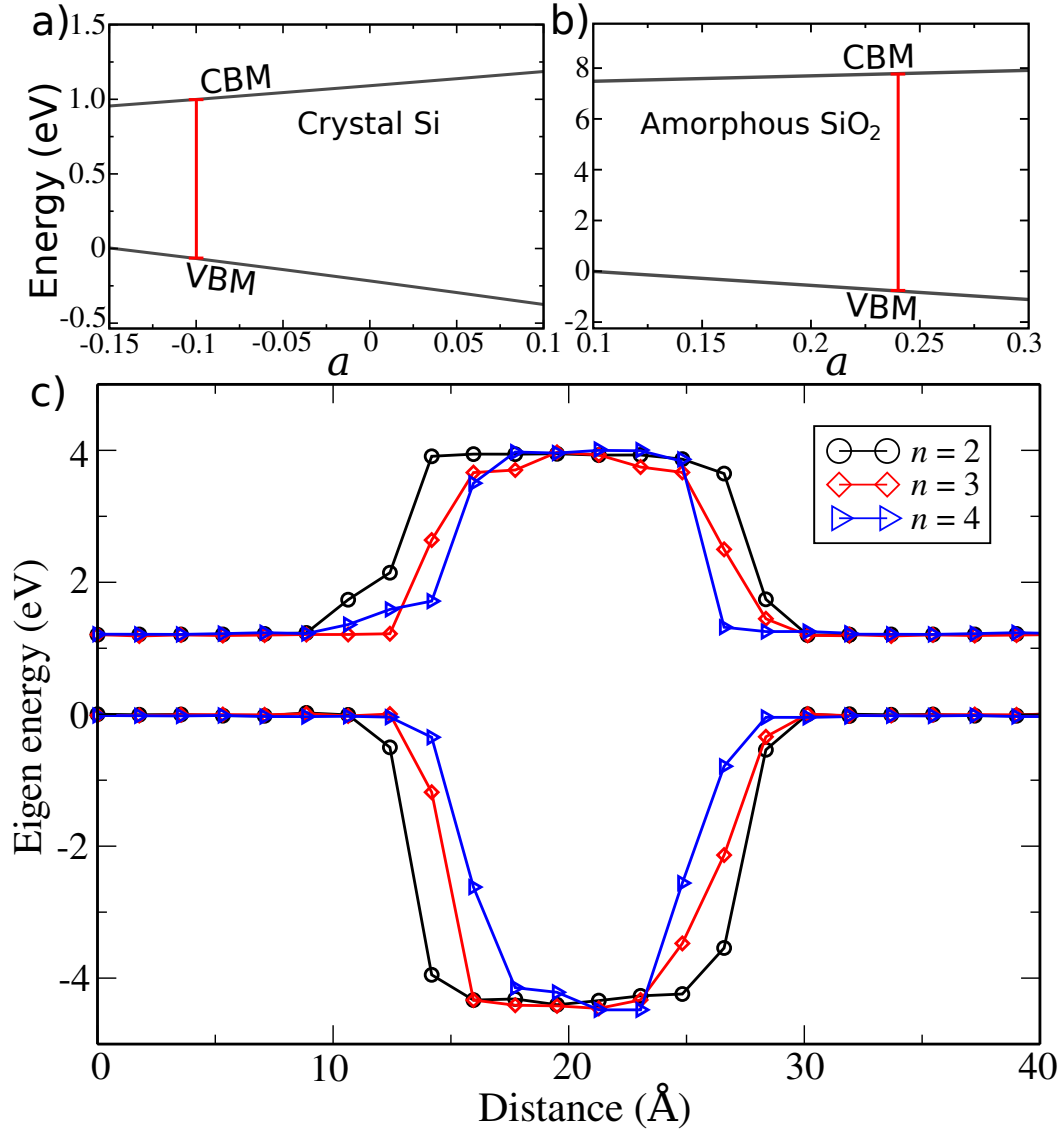 a)
1.5
1.0
0.5
0
-0.5
Energy (eV)
CBM
Crystal Si
VBM
-0.15
-0.1
-0.05
0
0.05
0.1
a
b)
8
6
4
2
0
-2
CBM
Amorphous SiO₂
VBM
0.1
0.15
0.2
0.25
0.3
a
c)
4
2
0
-2
-4
Eigen energy (eV)
n = 2
n = 3
n = 4
0
10
20
30
40
Distance (Å)